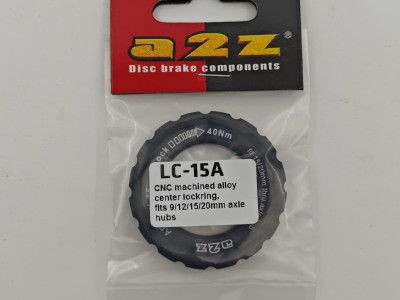 a2z®
Disc brake components
lock 40Nm
LC-15A
CNC machined alloy
center lockring,
fits 9/12/15/20mm axle
hubs
a2z